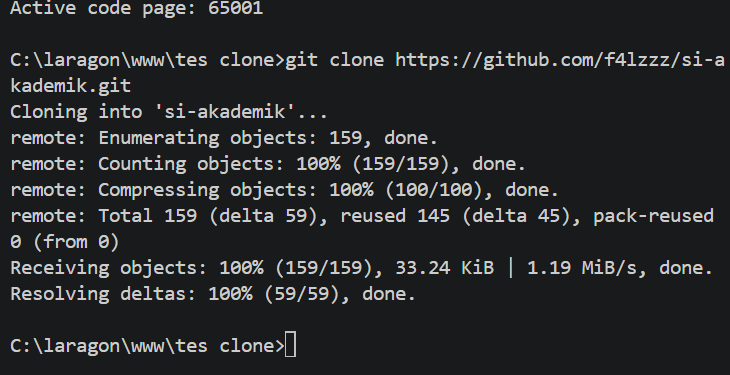 Active code page: 65001
C:\laragon\www\tes clone>git clone https://github.com/f4lzzz/si-a
kademik.git
Cloning into 'si-akademik'...
remote: Enumerating objects: 159, done.
remote: Counting objects: 100% (159/159), done.
remote: Compressing objects: 100% (100/100), done.
remote: Total 159 (delta 59), reused 145 (delta 45), pack-reused
0 (from 0)
Receiving objects: 100% (159/159), 33.24 KiB | 1.19 MiB/s, done.
Resolving deltas: 100% (59/59), done.
C:\laragon\www\tes clone>